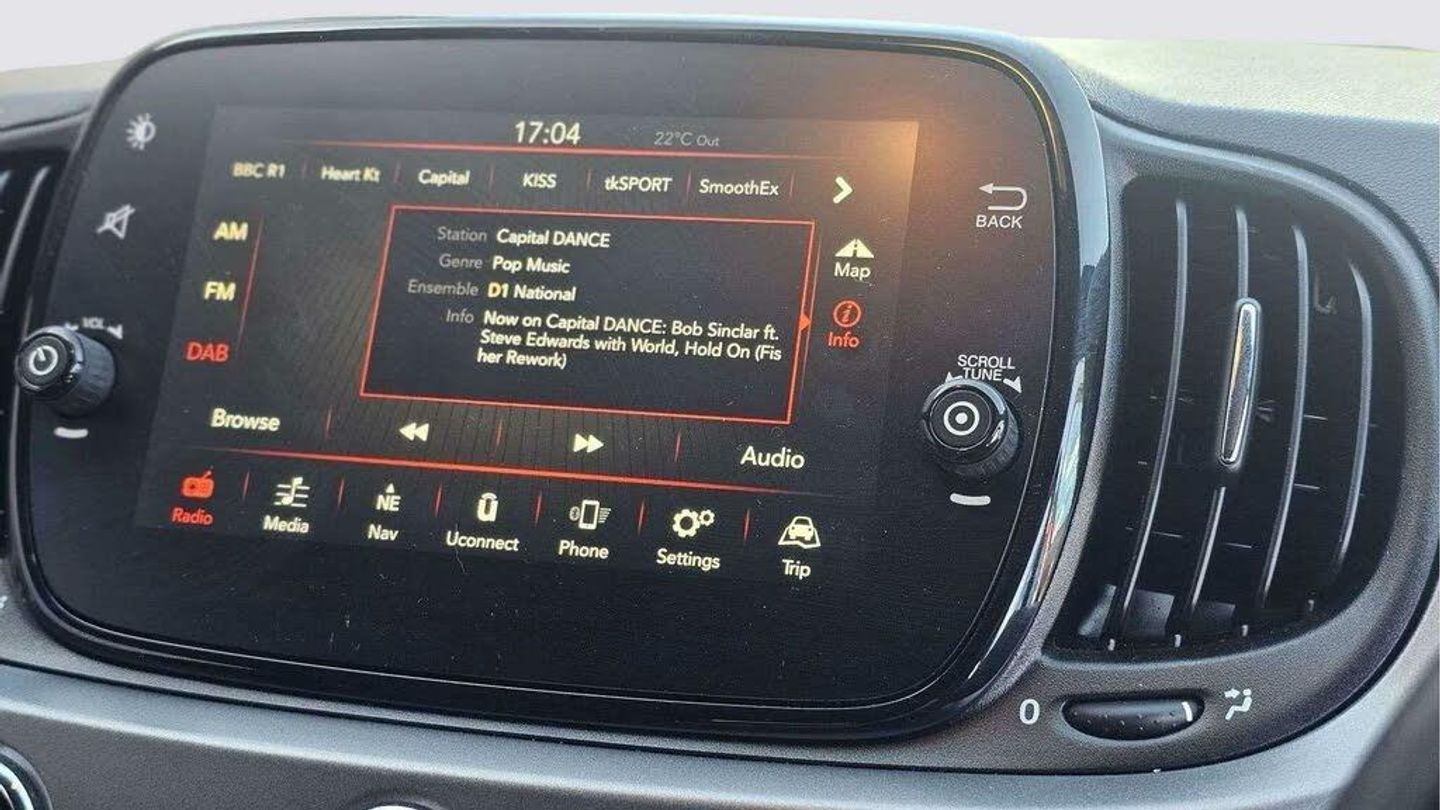 17:04 22°C Out
BBC R1 Heart Kt Capital KISS tkSPORT SmoothEx
BACK
AM
FM
DAB
VOL
Station Capital DANCE
Genre Pop Music
Ensemble D1 National
Info Now on Capital DANCE: Bob Sinclar ft.
Steve Edwards with World, Hold On (Fis
her Rework)
Map
Info
SCROLL
TUNE
Browse Audio
Radio Media NE Nav Uconnect Phone Settings Trip
0